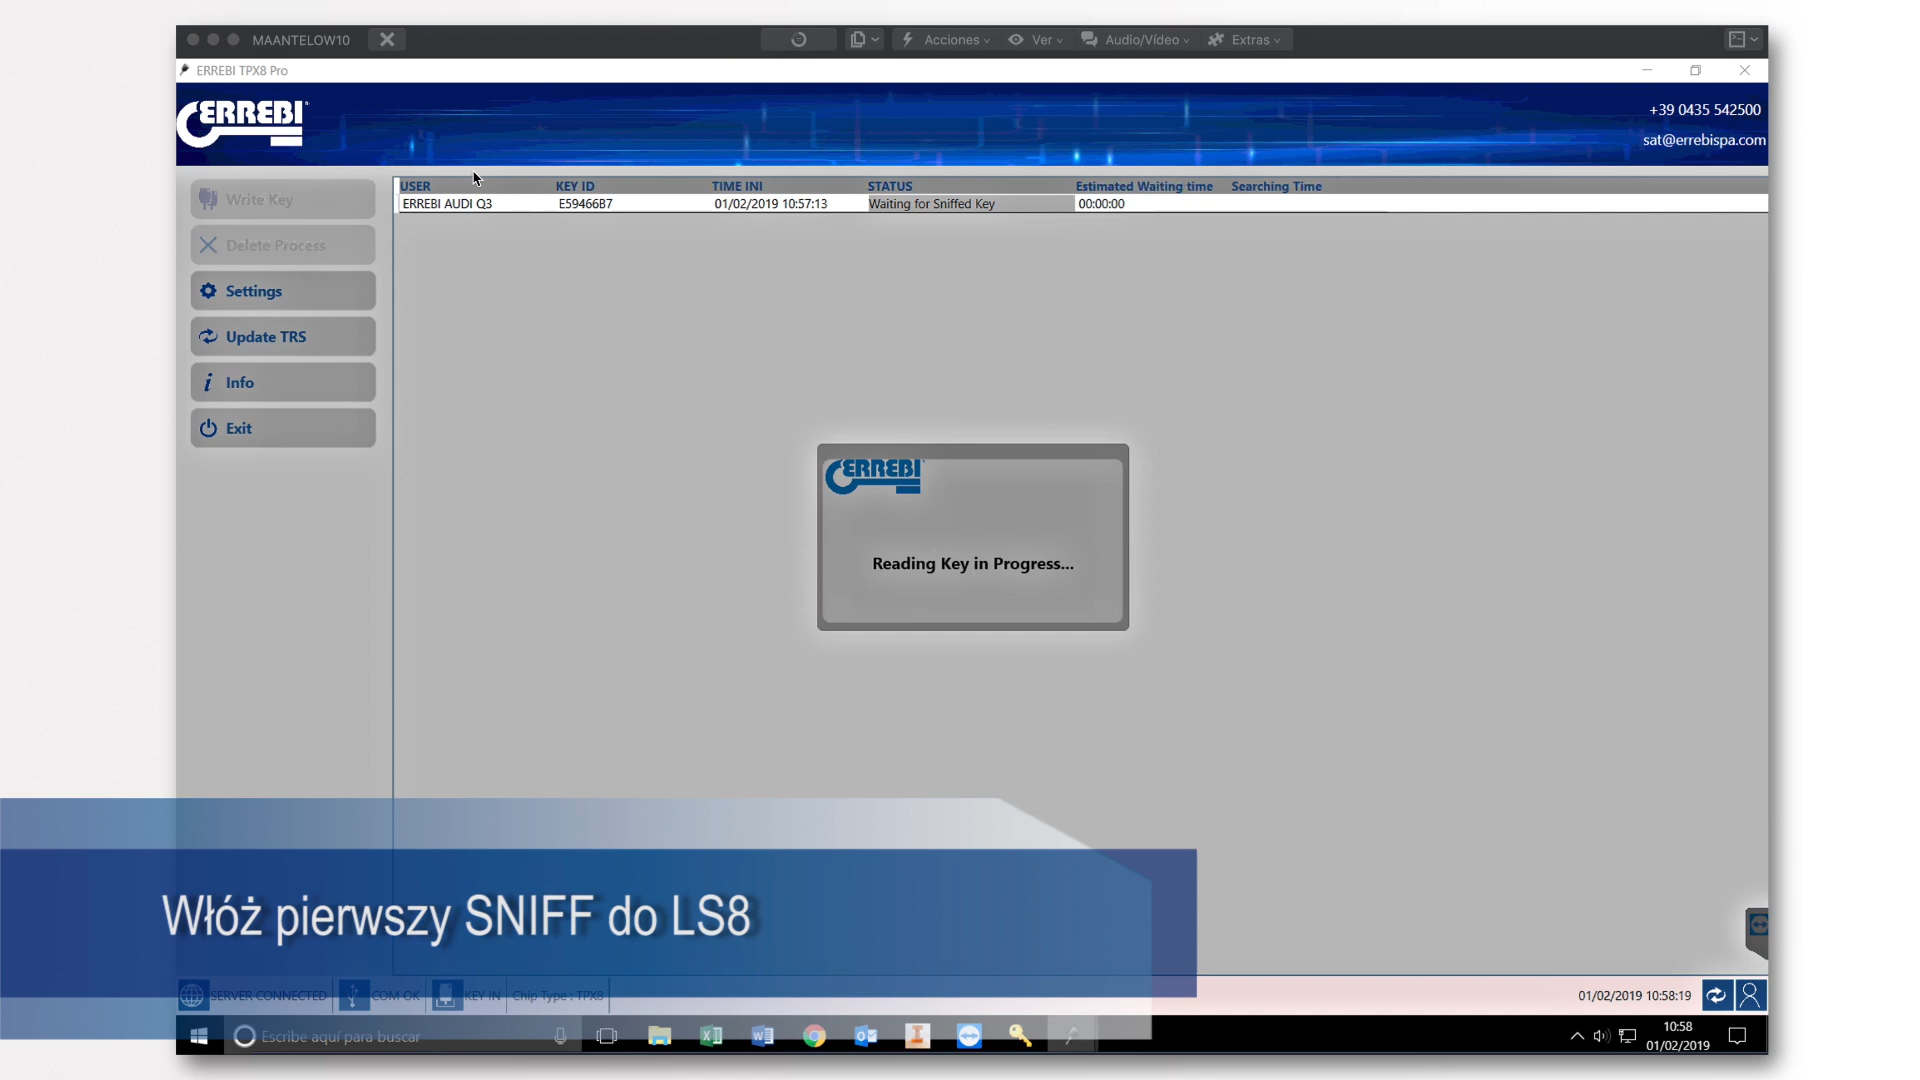 MAANTELOW10
Acciones
Ver
Audio/Vídeo
Extras
ERREBI TPX8 Pro
ERREBI
+39 0435 542500
sat@errebispa.com
Write Key
Delete Process
Settings
Update TRS
Info
Exit
USER KEY ID TIME INI STATUS Estimated Waiting time Searching Time
ERREBI AUDI Q3 E59466B7 01/02/2019 10:57:13 Waiting for Sniffed Key 00:00:00
ERREBI
Reading Key in Progress...
Włóż pierwszy SNIFF do LS8
SERVER CONNECTED COM OK KEY IN Chip Type : TPX8 01/02/2019 10:58:19
Escribe aquí para buscar
10:58
01/02/2019